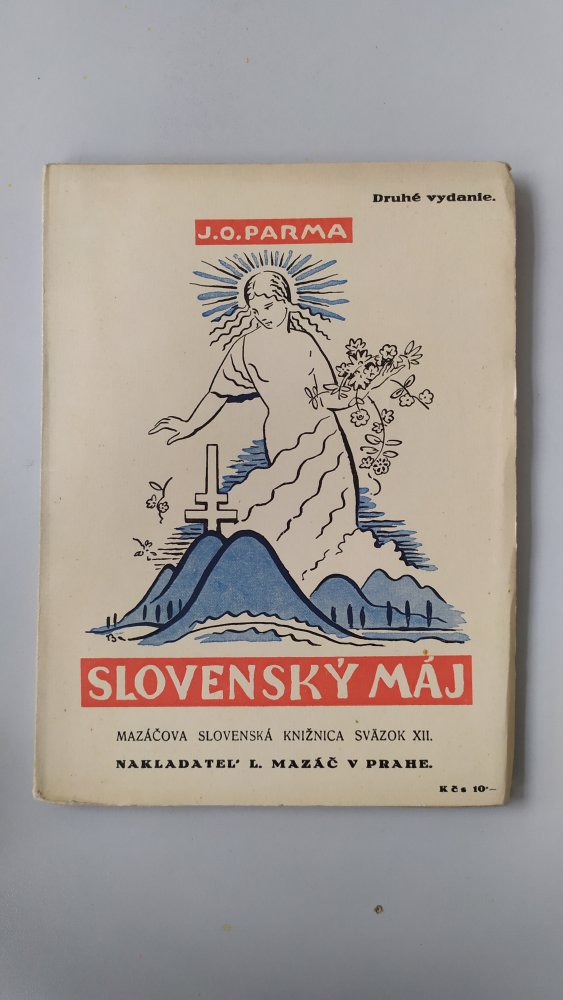 Druhé vydanie.
J.O.PARMA
SLOVENSKÝ MÁJ
MAZÁČOVA SLOVENSKÁ KNIŽNICA SVÄZOK XII.
NAKLADATEĽ L. MAZÁČ V PRAHE.
Kčs 10·–